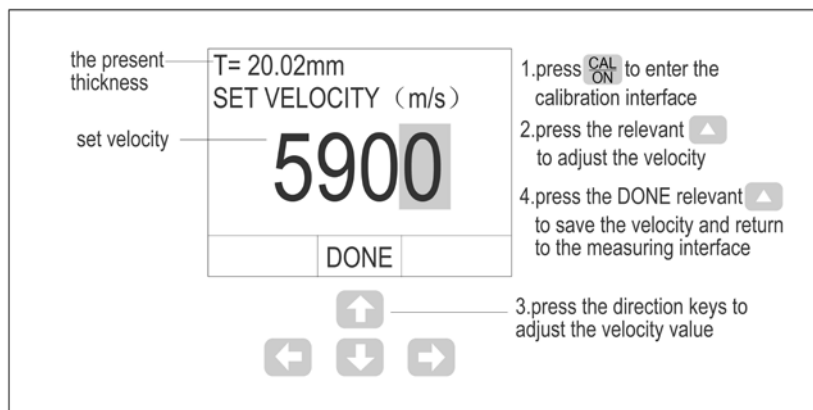 the present
thickness
T= 20.02mm
SET VELOCITY （m/s）
set velocity
5900
DONE
1.press CAL
ON to enter the
calibration interface
2.press the relevant
to adjust the velocity
4.press the DONE relevant
to save the velocity and return
to the measuring interface
3.press the direction keys to
adjust the velocity value